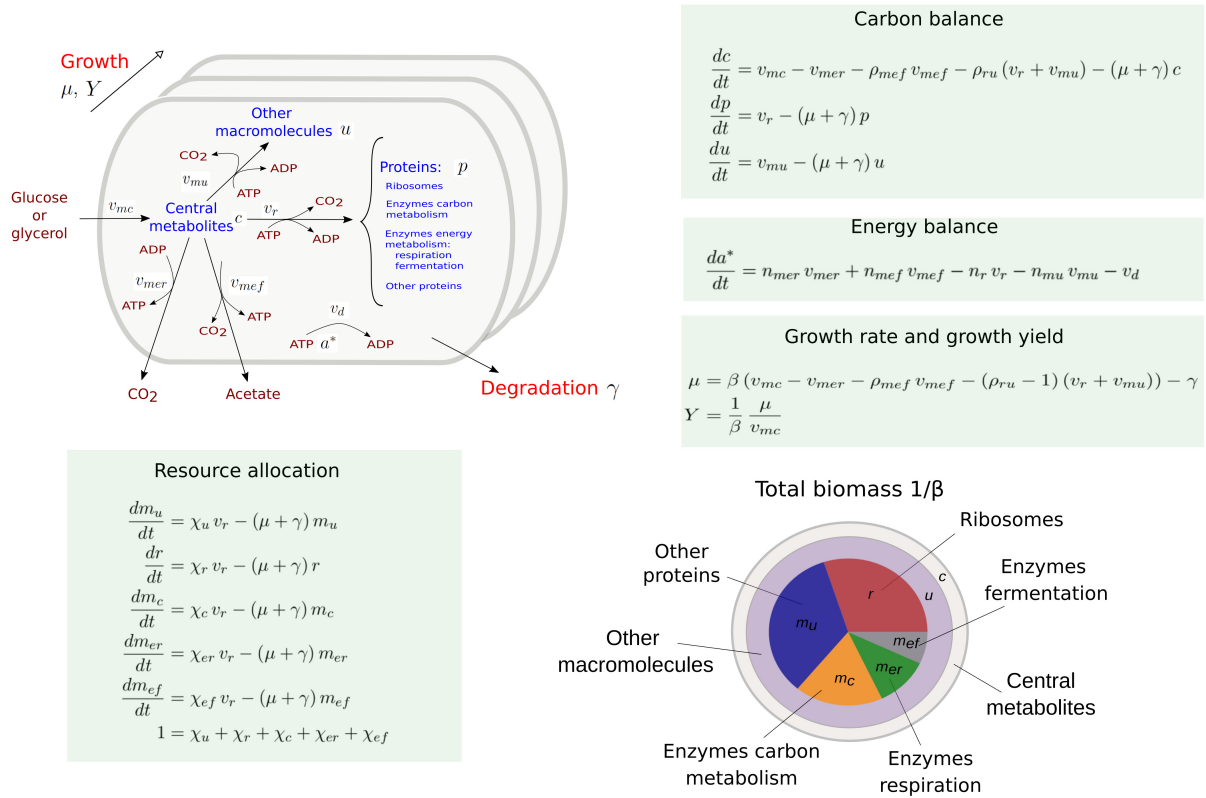 Growth
μ, Y
Other
macromolecules u
CO2
ADP
v_mu
ATP
Glucose
or
glycerol
v_mc
Central
metabolites c
v_r
CO2
ATP
ADP
Proteins: p
Ribosomes
Enzymes carbon
metabolism
Enzymes energy
metabolism:
respiration
fermentation
Other proteins
ADP
v_mer
ATP
v_mef
CO2
ATP
v_d
ATP a*
ADP
CO2
Acetate
Degradation γ
Carbon balance
dc/dt = v_mc − v_mer − ρ_mef v_mef − ρ_ru (v_r + v_mu) − (μ + γ) c
dp/dt = v_r − (μ + γ) p
du/dt = v_mu − (μ + γ) u
Energy balance
da*/dt = n_mer v_mer + n_mef v_mef − n_r v_r − n_mu v_mu − v_d
Growth rate and growth yield
μ = β (v_mc − v_mer − ρ_mef v_mef − (ρ_ru − 1) (v_r + v_mu)) − γ
Y = 1/β μ/v_mc
Resource allocation
dm_u/dt = χ_u v_r − (μ + γ) m_u
dr/dt = χ_r v_r − (μ + γ) r
dm_c/dt = χ_c v_r − (μ + γ) m_c
dm_er/dt = χ_er v_r − (μ + γ) m_er
dm_ef/dt = χ_ef v_r − (μ + γ) m_ef
1 = χ_u + χ_r + χ_c + χ_er + χ_ef
Total biomass 1/β
Ribosomes
Other
proteins
Enzymes
fermentation
c
u
r
m_u
m_ef
m_er
m_c
Other
macromolecules
Central
metabolites
Enzymes carbon
metabolism
Enzymes
respiration